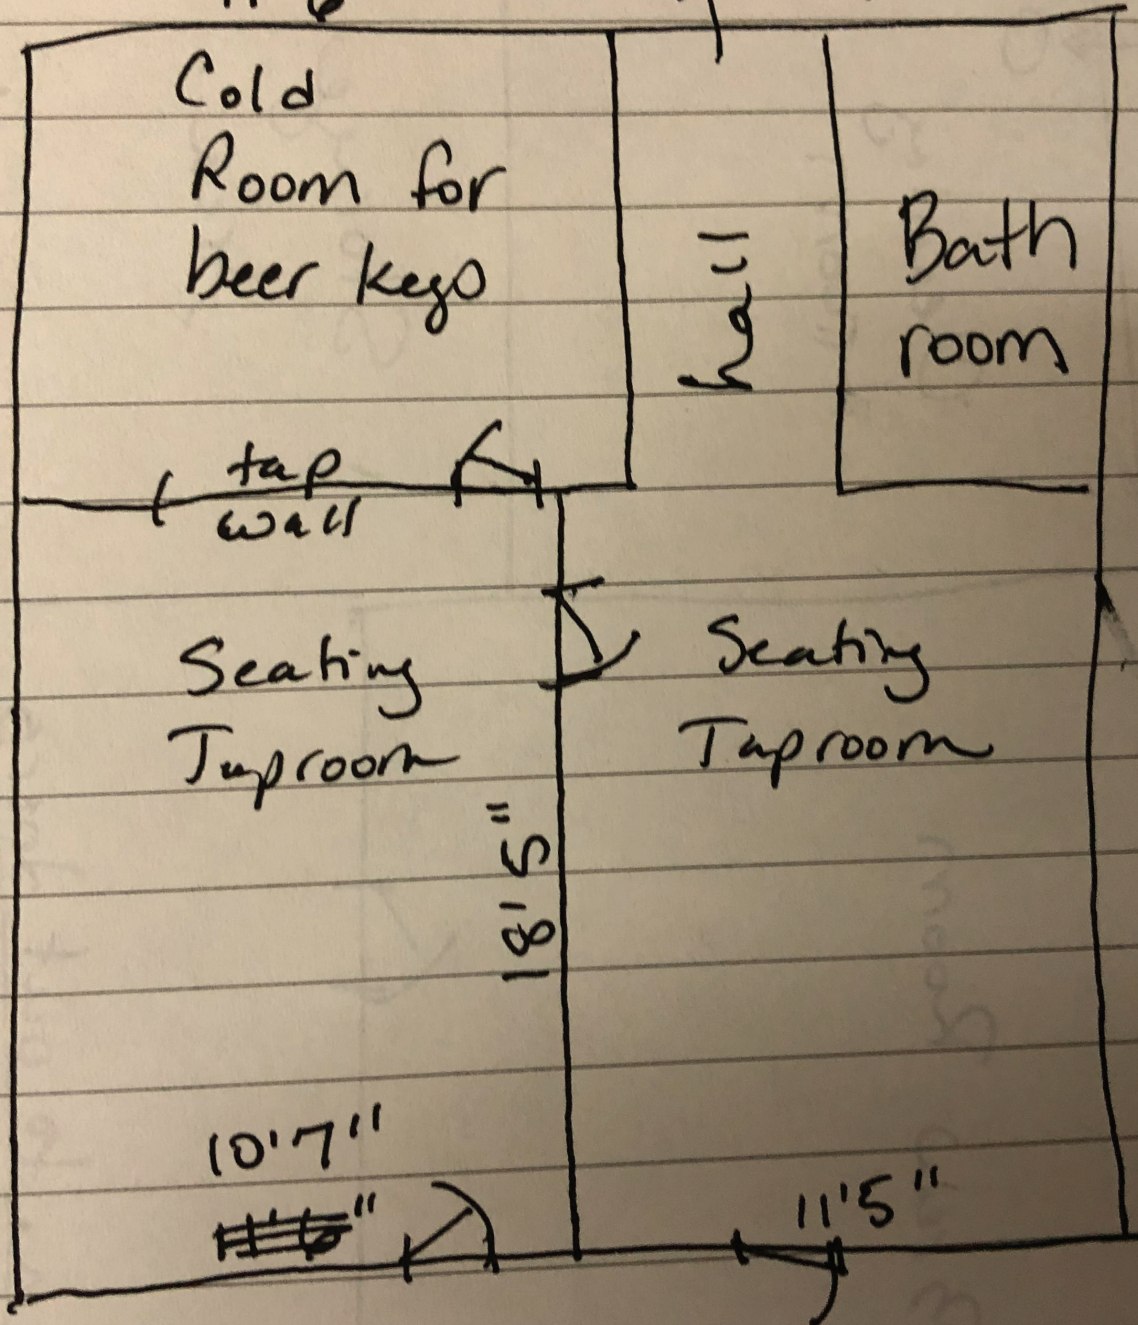 Cold
Room for
beer kegs
hall
Bath
room
tap
wall
Seating
Taproom
Seating
Taproom
18'5"
10'7"
11'5"